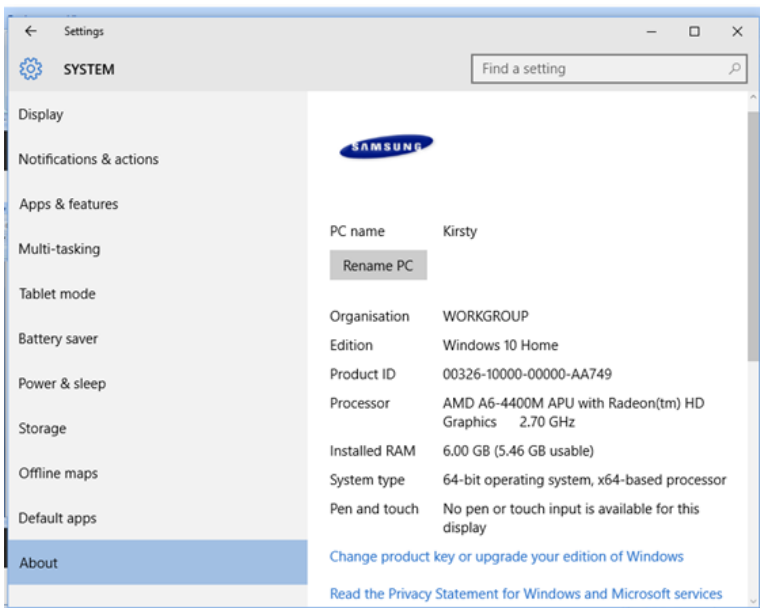 Settings
SYSTEM
Find a setting
Display
Notifications & actions
Apps & features
Multi-tasking
Tablet mode
Battery saver
Power & sleep
Storage
Offline maps
Default apps
About
SAMSUNG
PC name Kirsty
Rename PC
Organisation WORKGROUP
Edition Windows 10 Home
Product ID 00326-10000-00000-AA749
Processor AMD A6-4400M APU with Radeon(tm) HD
Graphics 2.70 GHz
Installed RAM 6.00 GB (5.46 GB usable)
System type 64-bit operating system, x64-based processor
Pen and touch No pen or touch input is available for this
display
Change product key or upgrade your edition of Windows
Read the Privacy Statement for Windows and Microsoft services